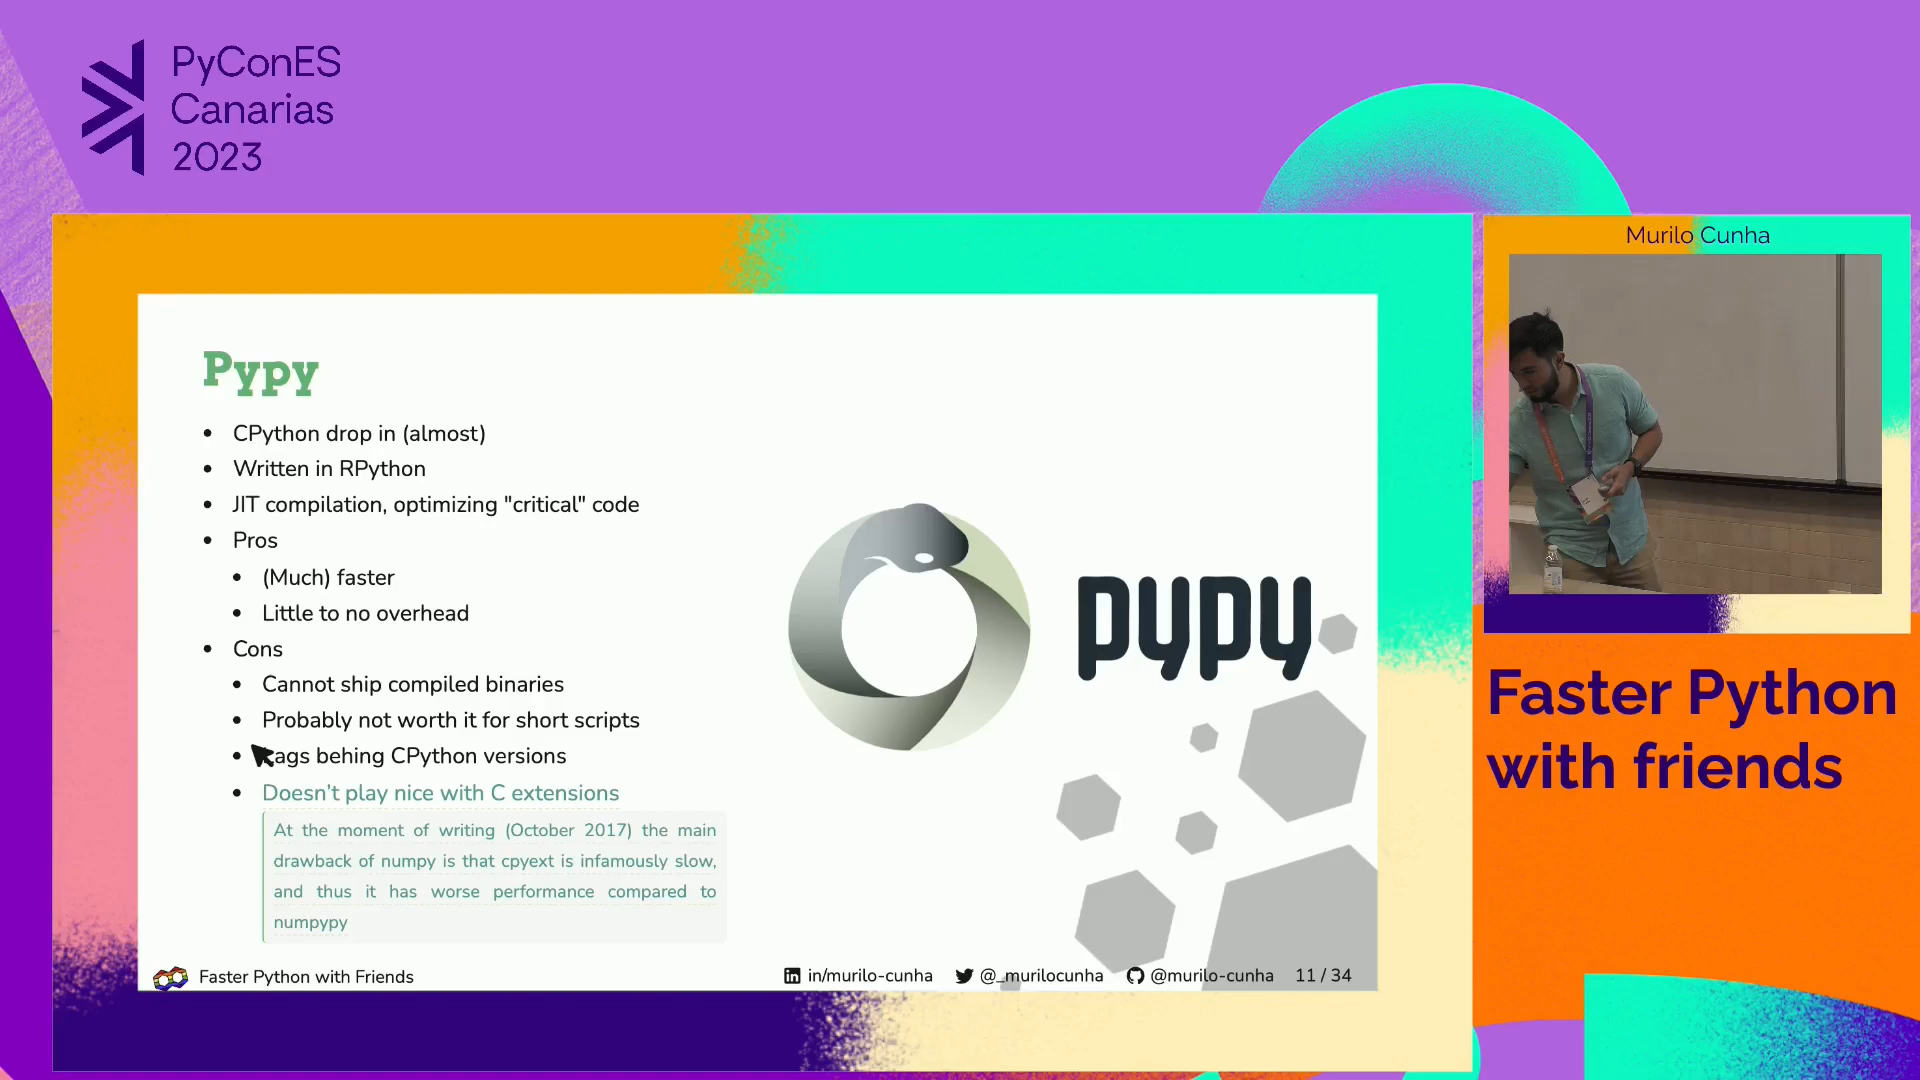 PyConES
Canarias
2023
Murilo Cunha
Pypy
CPython drop in (almost)
Written in RPython
JIT compilation, optimizing "critical" code
Pros
(Much) faster
Little to no overhead
Cons
Cannot ship compiled binaries
Probably not worth it for short scripts
ags behing CPython versions
Doesn't play nice with C extensions
At the moment of writing (October 2017) the main
drawback of numpy is that cpyext is infamously slow,
and thus it has worse performance compared to
numpypy
pypy
Faster Python with Friends
in/murilo-cunha
@_murilocunha
@murilo-cunha
11 / 34
Faster Python
with friends